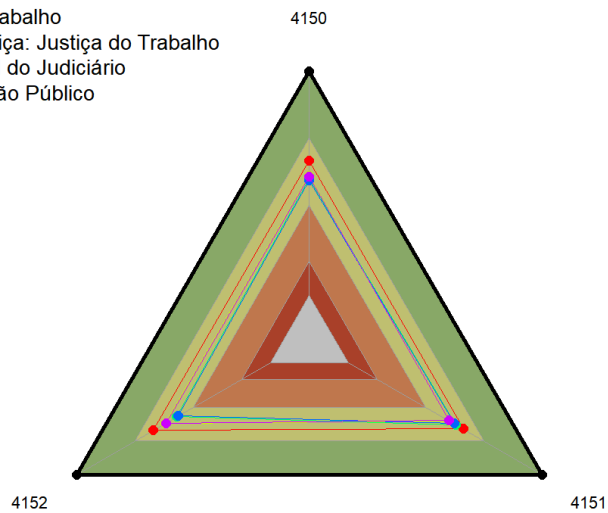 abalho
iça: Justiça do Trabalho
do Judiciário
ão Público
4150
4152
4151